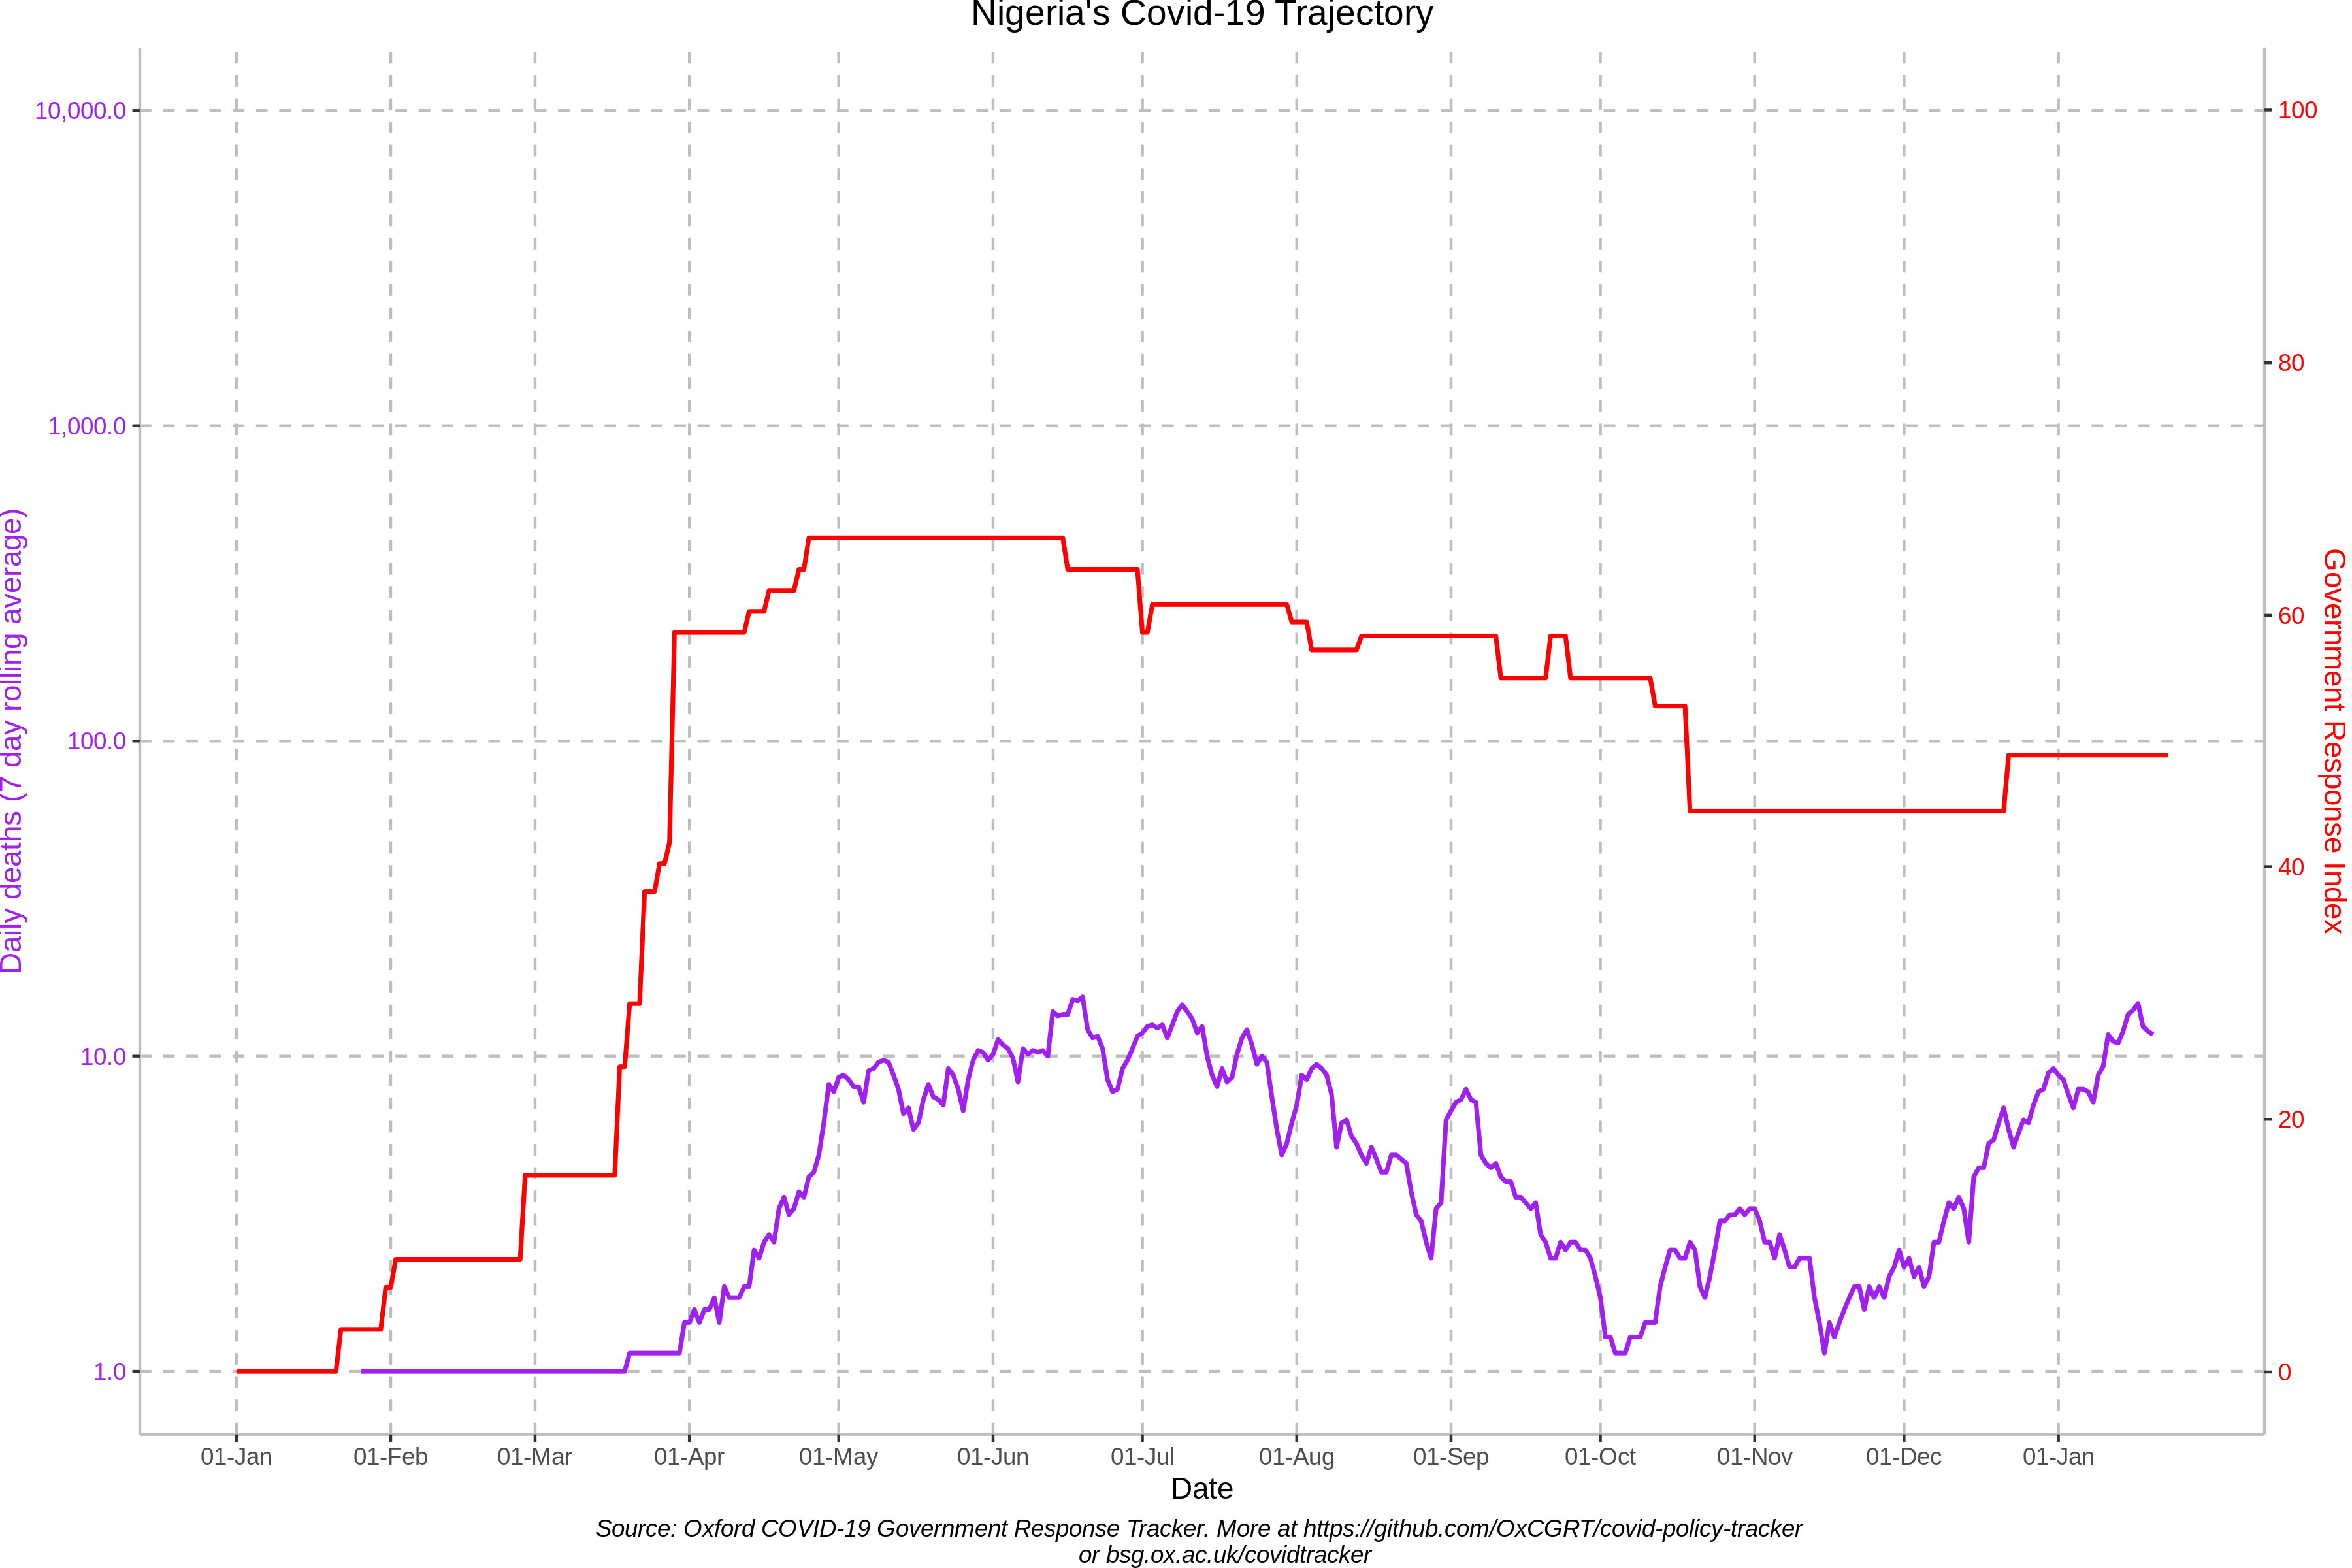 Nigeria's Covid-19 Trajectory
10,000.0
1,000.0
100.0
10.0
1.0
Daily deaths (7 day rolling average)
100
80
60
40
20
0
Government Response Index
01-Jan 01-Feb 01-Mar 01-Apr 01-May 01-Jun 01-Jul 01-Aug 01-Sep 01-Oct 01-Nov 01-Dec 01-Jan
Date
Source: Oxford COVID-19 Government Response Tracker. More at https://github.com/OxCGRT/covid-policy-tracker
or bsg.ox.ac.uk/covidtracker